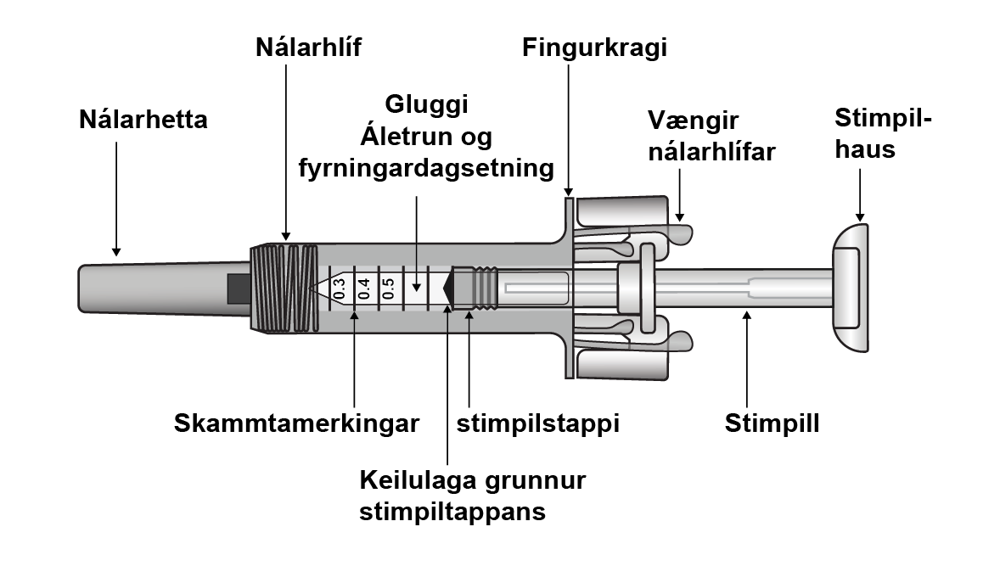 Nálarhlíf
Fingurkragi
Nálarhetta
Gluggi
Áletrun og
fyrningardagsetning
Vængir
nálarhlífar
Stimpil-
haus
0.3
0.4
0.5
Skammtamerkingar
stimpilstappi
Stimpill
Keilulaga grunnur
stimpiltappans